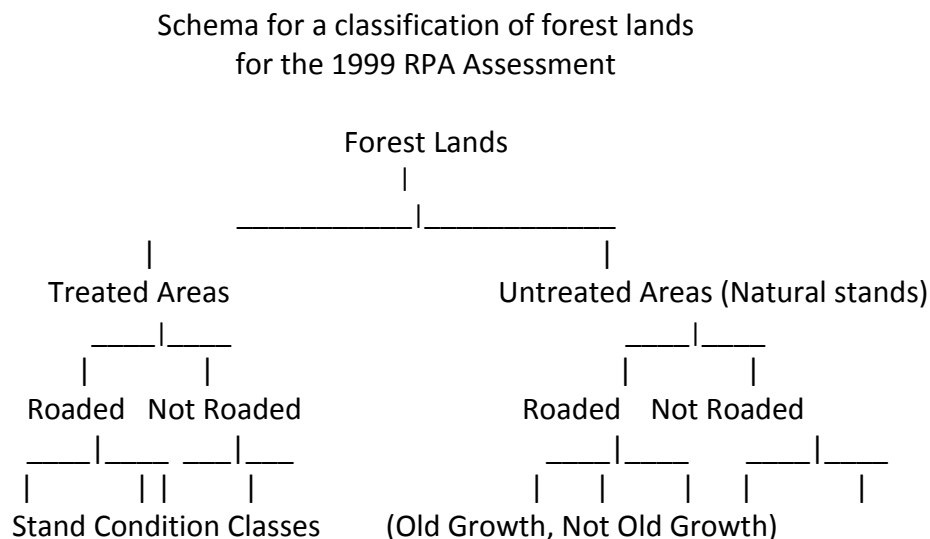 Schema for a classification of forest lands
for the 1999 RPA Assessment
Forest Lands
Treated Areas Untreated Areas (Natural stands)
Roaded Not Roaded Roaded Not Roaded
Stand Condition Classes (Old Growth, Not Old Growth)